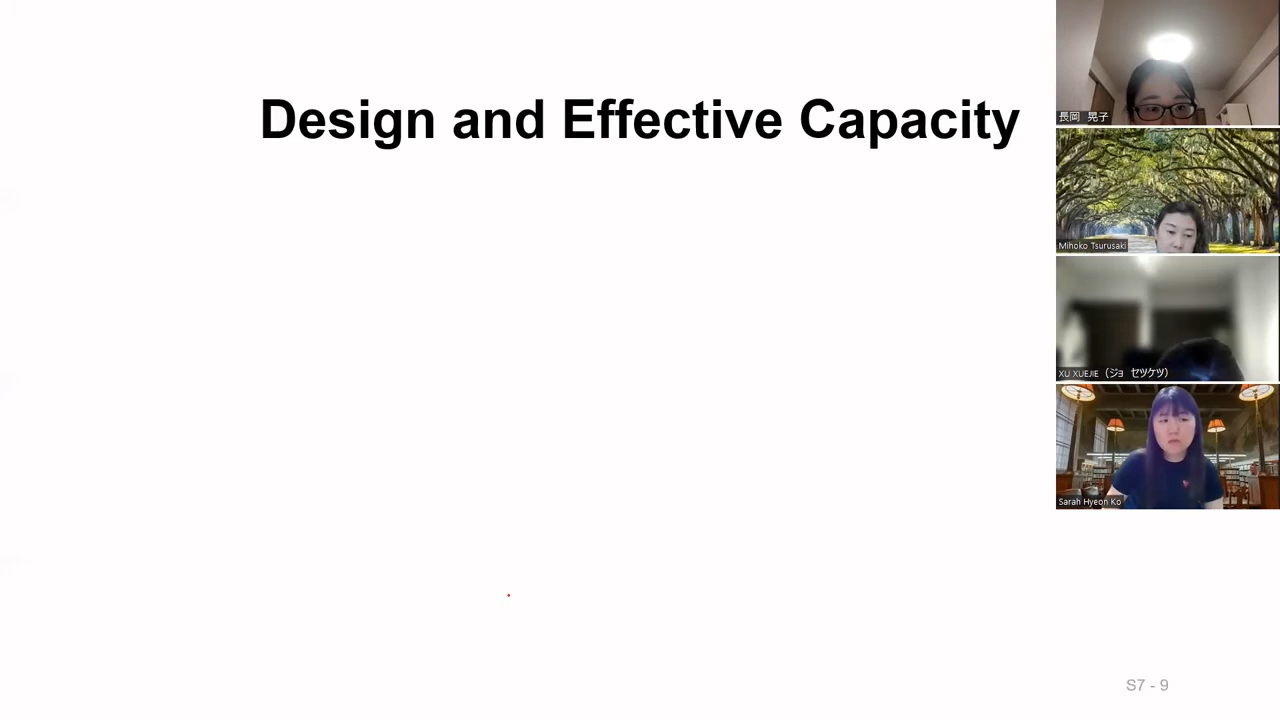 Design and Effective Capacity
長岡 晃子
Mihoko Tsurusaki
XU XUEJIE（ジョ セツケツ）
Sarah Hyeon Ko
S7 - 9